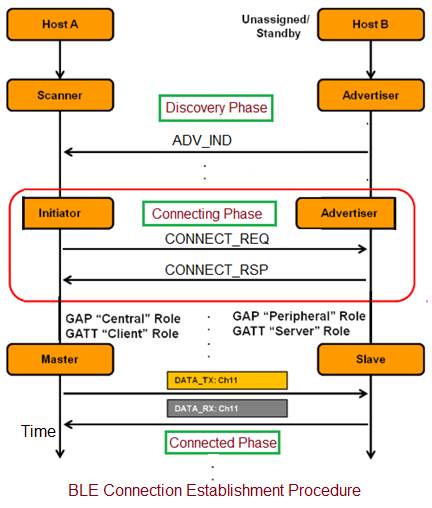 Unassigned/
Standby
Host A
Host B
Scanner
Discovery Phase
Advertiser
ADV_IND
Initiator
Connecting Phase
Advertiser
CONNECT_REQ
CONNECT_RSP
GAP “Central” Role
GATT “Client” Role
GAP “Peripheral” Role
GATT “Server” Role
Master
Slave
DATA_TX: Ch11
DATA_RX: Ch11
Time
Connected Phase
BLE Connection Establishment Procedure